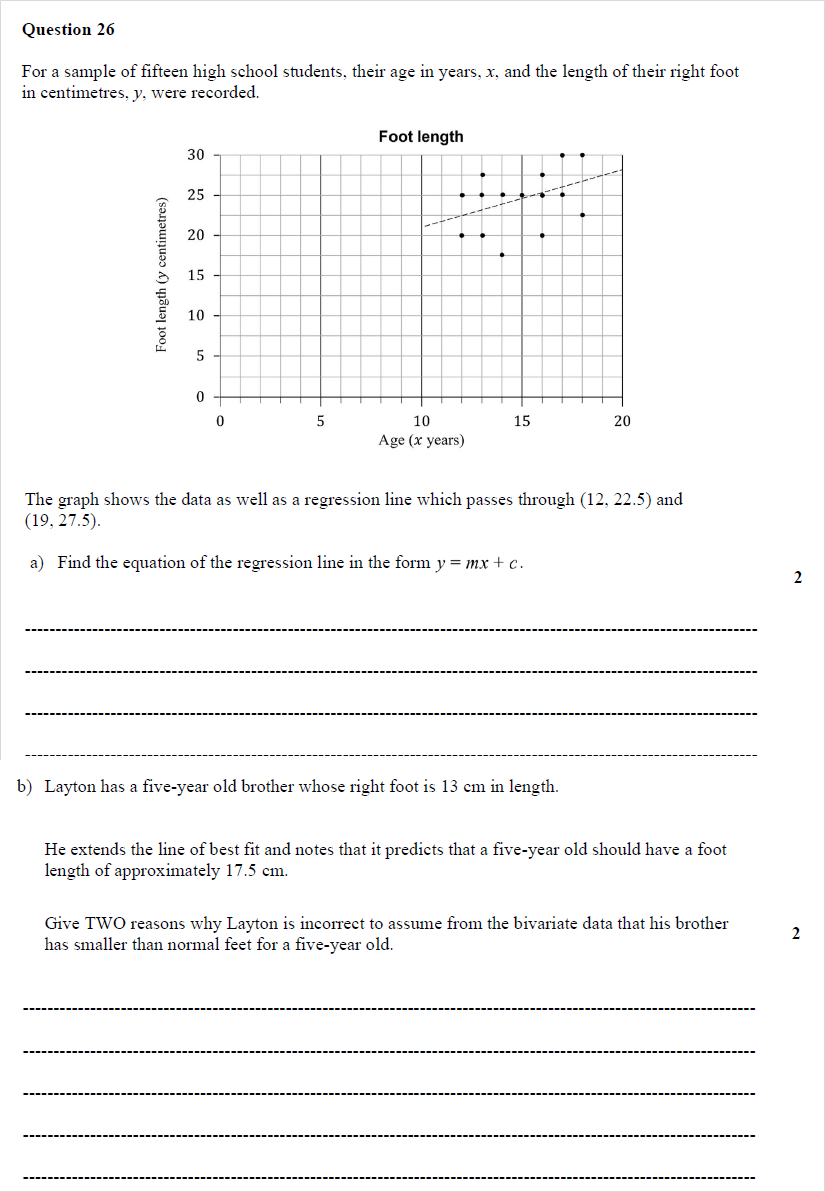 Question 26
For a sample of fifteen high school students, their age in years, x, and the length of their right foot
in centimetres, y, were recorded.
Foot length
30
25
20
15
10
5
0
Foot length (y centimetres)
0 5 10 15 20
Age (x years)
The graph shows the data as well as a regression line which passes through (12, 22.5) and
(19, 27.5).
a) Find the equation of the regression line in the form y = mx + c.
2
b) Layton has a five-year old brother whose right foot is 13 cm in length.
He extends the line of best fit and notes that it predicts that a five-year old should have a foot
length of approximately 17.5 cm.
Give TWO reasons why Layton is incorrect to assume from the bivariate data that his brother
has smaller than normal feet for a five-year old.
2